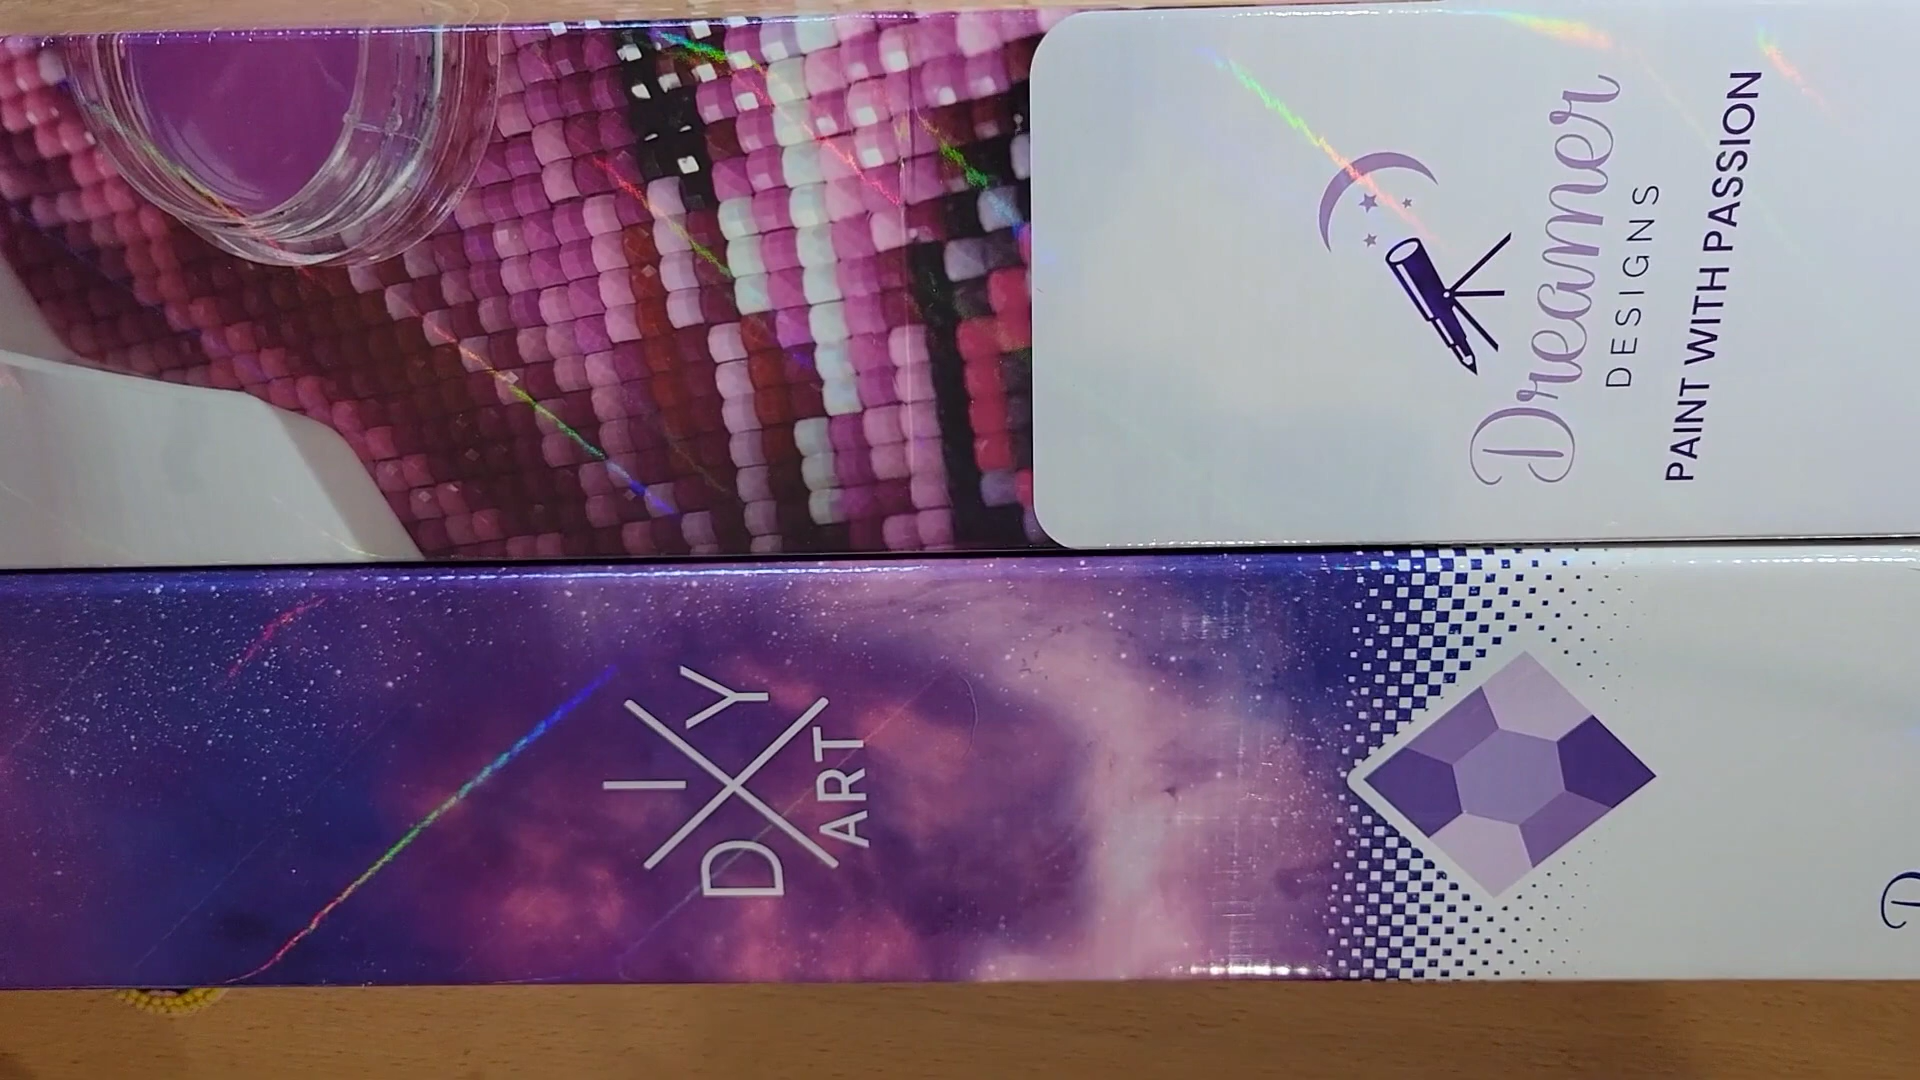 Dreamer
DESIGNS
PAINT WITH PASSION
DIY
ART
D